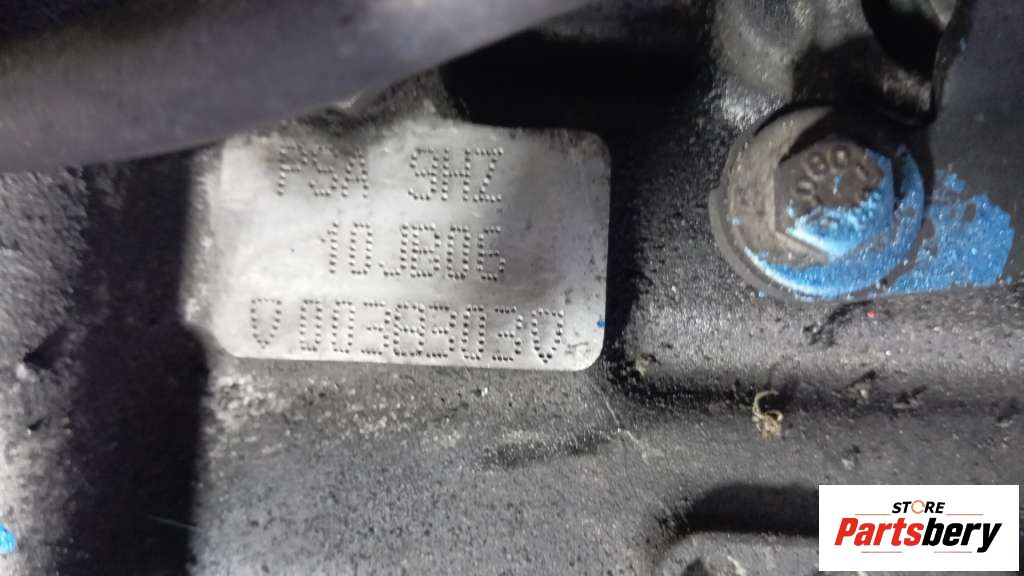 PSA 9HZ
10JB06
▽0038303▽
STORE
Partsbery